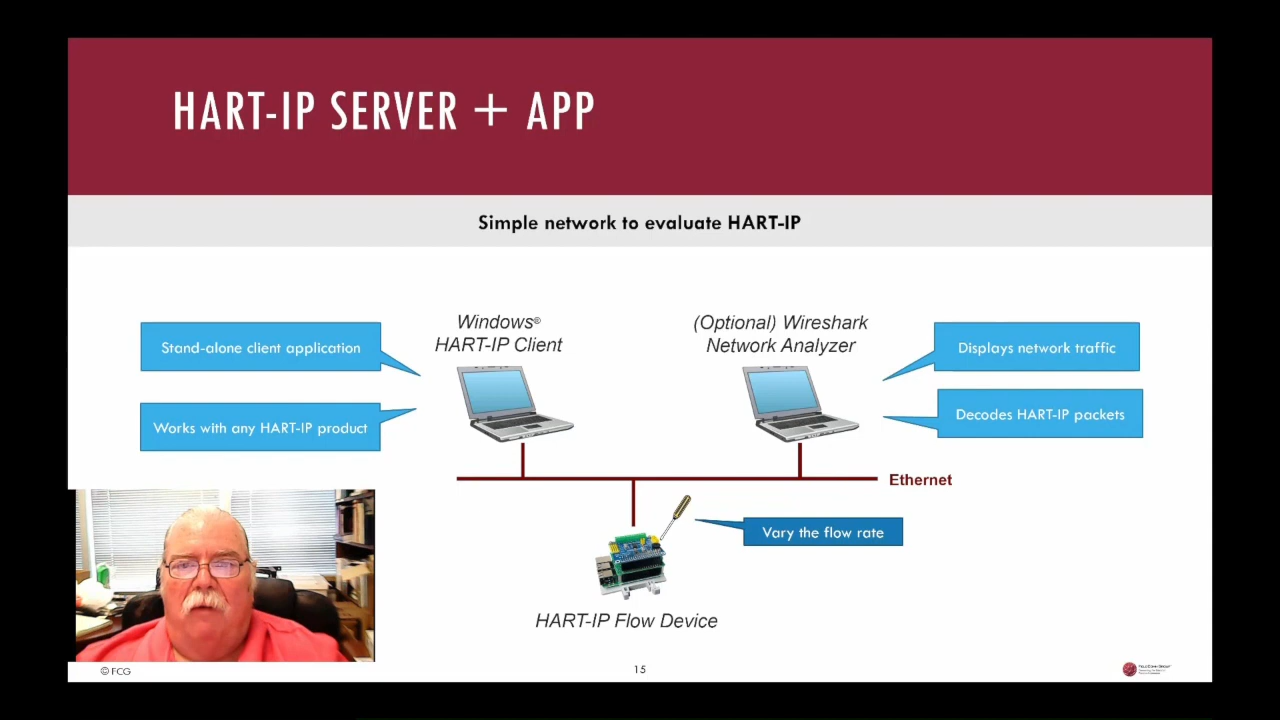 HART-IP SERVER + APP
Simple network to evaluate HART-IP
Windows®
HART-IP Client
(Optional) Wireshark
Network Analyzer
Stand-alone client application
Displays network traffic
Works with any HART-IP product
Decodes HART-IP packets
Ethernet
Vary the flow rate
HART-IP Flow Device
© FCG
15